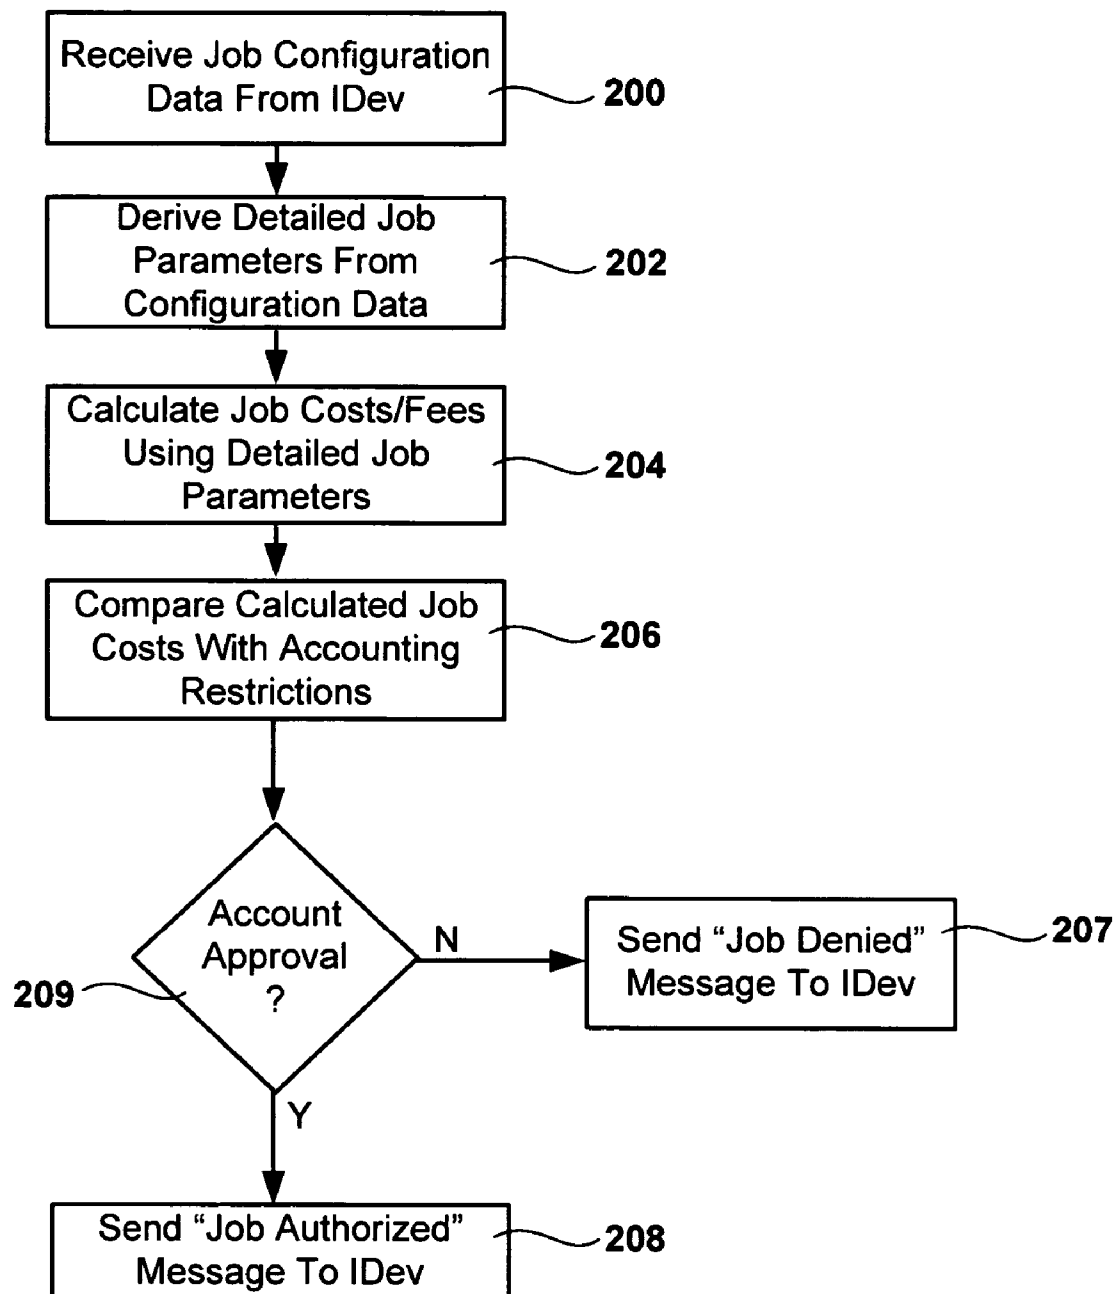 Receive Job Configuration
Data From IDev
200
Derive Detailed Job
Parameters From
Configuration Data
202
Calculate Job Costs/Fees
Using Detailed Job
Parameters
204
Compare Calculated Job
Costs With Accounting
Restrictions
206
Account
Approval
?
209
N
Send “Job Denied”
Message To IDev
207
Y
Send “Job Authorized”
Message To IDev
208